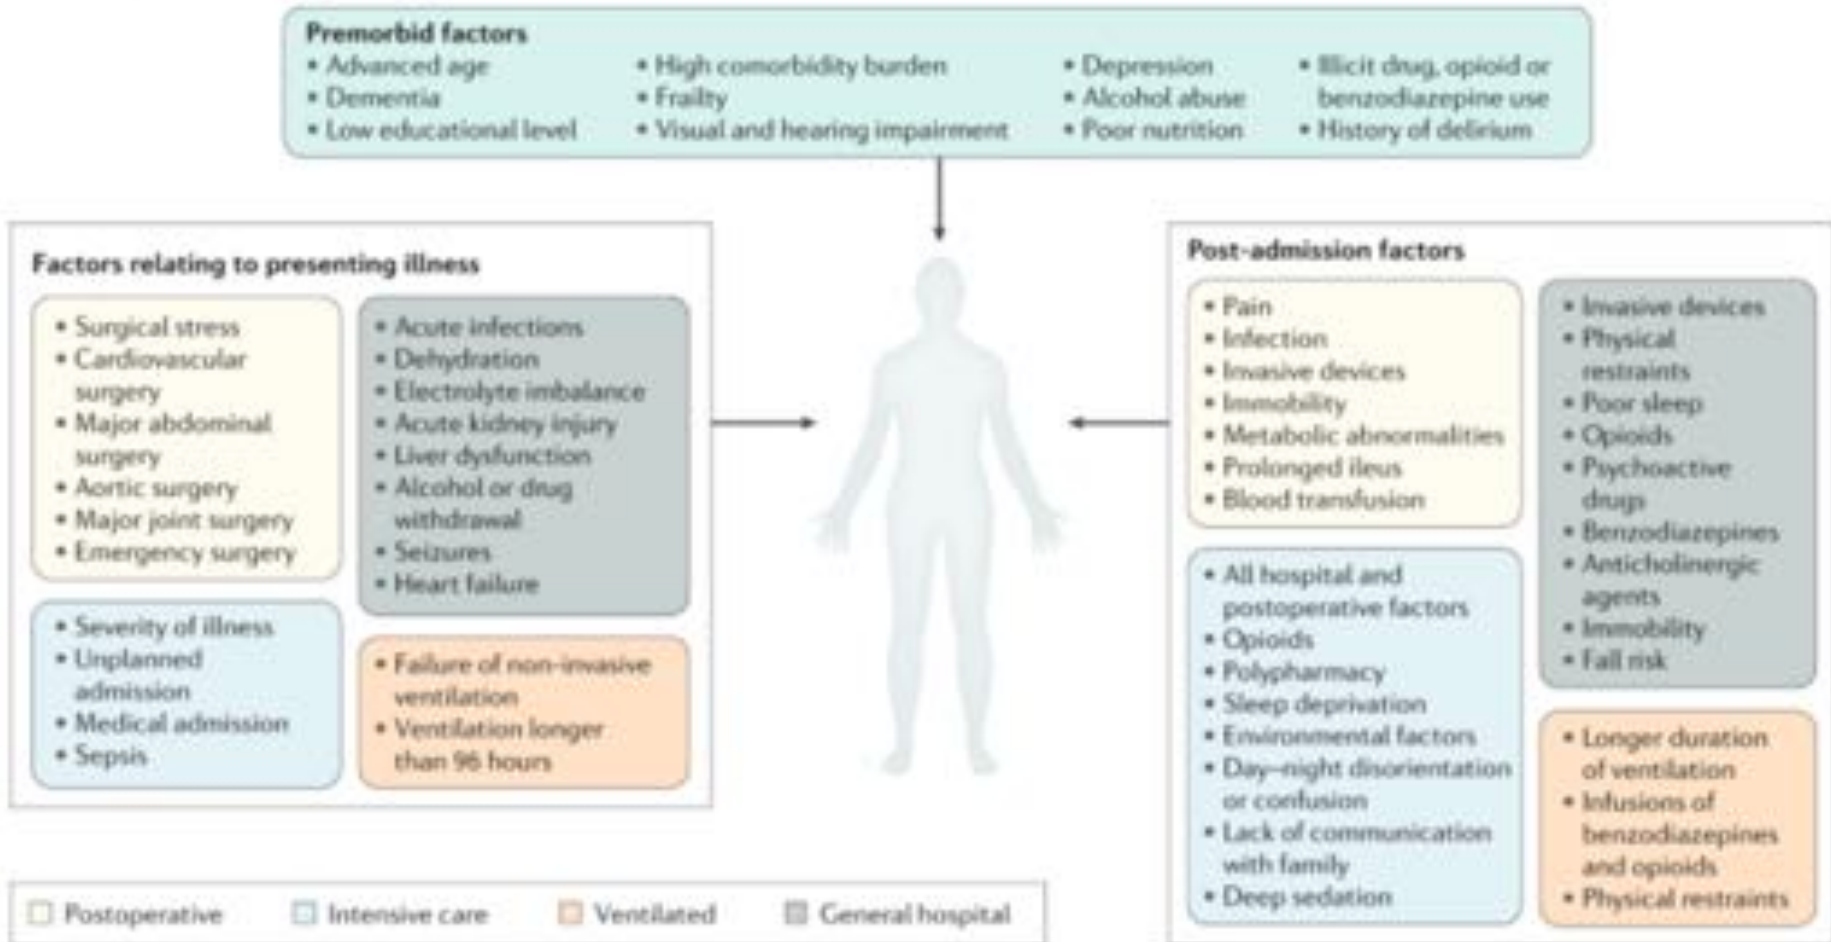 Premorbid factors
• Advanced age
• Dementia
• Low educational level
• High comorbidity burden
• Frailty
• Visual and hearing impairment
• Depression
• Alcohol abuse
• Poor nutrition
• Illicit drug, opioid or
benzodiazepine use
• History of delirium
Factors relating to presenting illness
• Surgical stress
• Cardiovascular
surgery
• Major abdominal
surgery
• Aortic surgery
• Major joint surgery
• Emergency surgery
• Acute infections
• Dehydration
• Electrolyte imbalance
• Acute kidney injury
• Liver dysfunction
• Alcohol or drug
withdrawal
• Seizures
• Heart failure
• Severity of illness
• Unplanned
admission
• Medical admission
• Sepsis
• Failure of non-invasive
ventilation
• Ventilation longer
than 96 hours
Post-admission factors
• Pain
• Infection
• Invasive devices
• Immobility
• Metabolic abnormalities
• Prolonged ileus
• Blood transfusion
• Invasive devices
• Physical
restraints
• Poor sleep
• Opioids
• Psychoactive
drugs
• Benzodiazepines
• Anticholinergic
agents
• Immobility
• Fall risk
• All hospital and
postoperative factors
• Opioids
• Polypharmacy
• Sleep deprivation
• Environmental factors
• Day–night disorientation
or confusion
• Lack of communication
with family
• Deep sedation
• Longer duration
of ventilation
• Infusions of
benzodiazepines
and opioids
• Physical restraints
Postoperative
Intensive care
Ventilated
General hospital